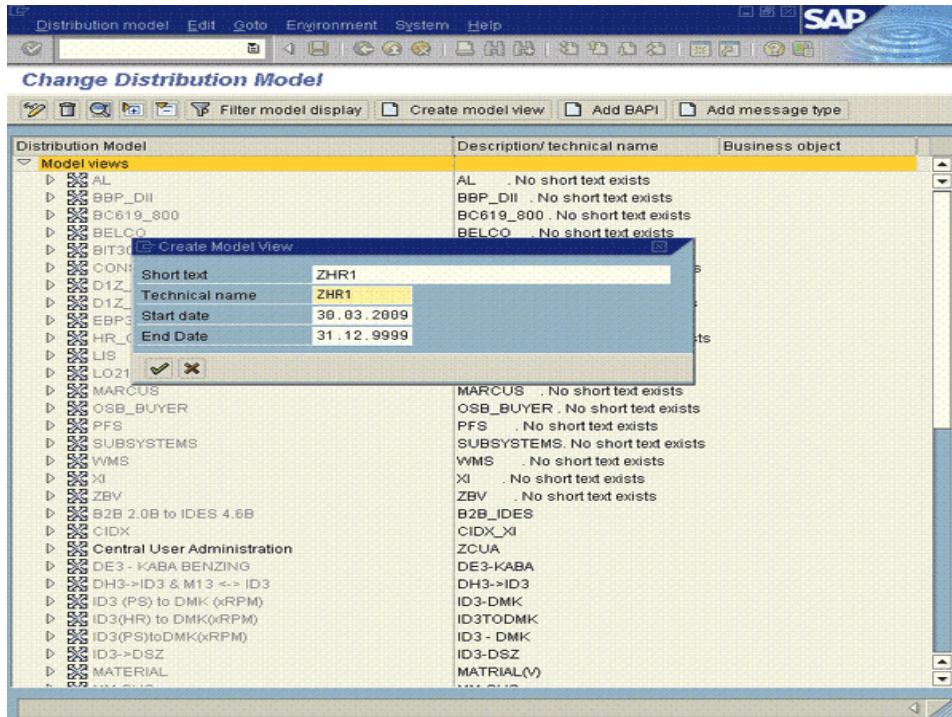 Distribution model Edit Goto Environment System Help
SAP
Change Distribution Model
Filter model display Create model view Add BAPI Add message type
Distribution Model Description/ technical name Business object
Model views
AL AL . No short text exists
BBP_DII BBP_DII . No short text exists
BC619_800 BC619_800 . No short text exists
BELCO BELCO . No short text exists
Create Model View
Short text ZHR1
Technical name ZHR1
Start date 30.03.2009
End Date 31.12.9999
LIS
MARCUS MARCUS . No short text exists
OSB_BUYER OSB_BUYER . No short text exists
PFS PFS . No short text exists
SUBSYSTEMS SUBSYSTEMS. No short text exists
WMS WMS . No short text exists
XI XI . No short text exists
ZBV ZBV . No short text exists
B2B 2.0B to IDES 4.6B B2B_IDES
CIDX CIDX_XI
Central User Administration ZCUA
DE3 - KABA BENZING DE3-KABA
DH3->ID3 & M13 <-> ID3 DH3->ID3
ID3 (PS) to DMK (xRPM) ID3-DMK
ID3(HR) to DMK(xRPM) ID3TODMK
ID3(PS)toDMK(xRPM) ID3 - DMK
ID3->DSZ ID3-DSZ
MATERIAL MATRIAL(V)